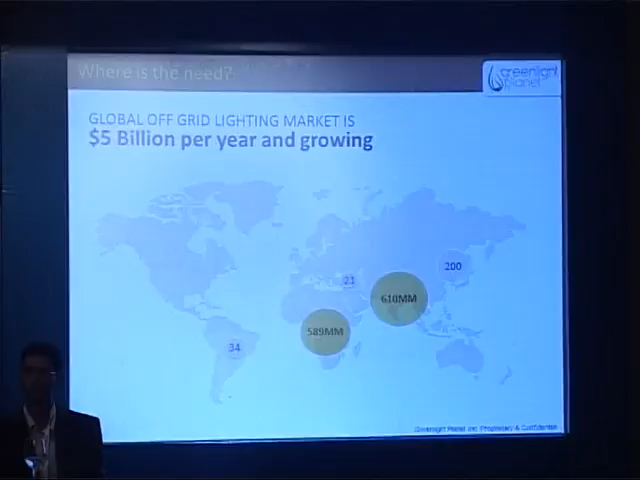 Where is the need?
greenlight
planet
GLOBAL OFF GRID LIGHTING MARKET IS
$5 Billion per year and growing
200
21
610MM
589MM
34
Greenlight Planet Inc. Proprietary & Confidential